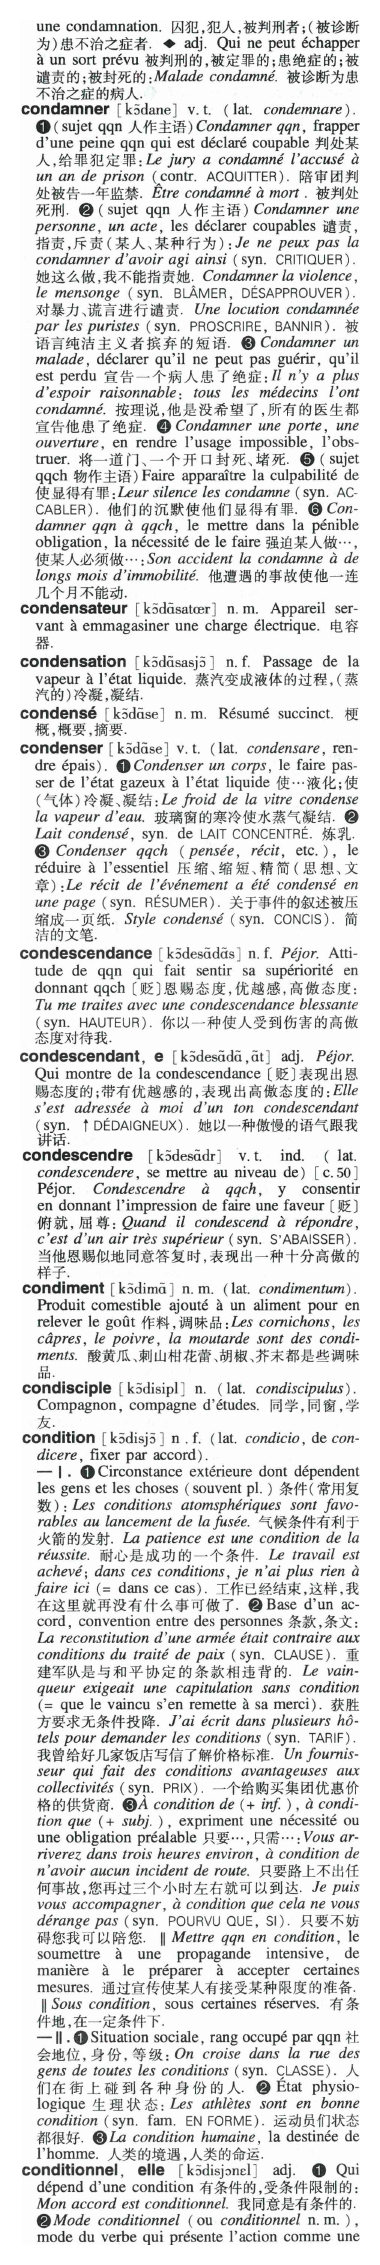 une condamnation. 囚犯,犯人,被判刑者;(被诊断
为)患不治之症者. ◆ adj. Qui ne peut échapper
à un sort prévu 被判刑的,被定罪的;患绝症的;被
谴责的;被封死的:Malade condamné. 被诊断为患
不治之症的病人.
condamner [kɔ̃dane] v. t. (lat. condemnare).
❶(sujet qqn 人作主语)Condamner qqn, frapper
d'une peine qqn qui est déclaré coupable 判处某
人,给罪犯定罪:Le jury a condamné l'accusé à
un an de prison (contr. ACQUITTER). 陪审团判
处被告一年监禁. Être condamné à mort . 被判处
死刑. ❷(sujet qqn 人作主语) Condamner une
personne, un acte, les déclarer coupables 谴责,
指责,斥责(某人、某种行为):Je ne peux pas la
condamner d'avoir agi ainsi (syn. CRITIQUER).
她这么做,我不能指责她. Condamner la violence,
le mensonge (syn. BLÂMER, DÉSAPPROUVER).
对暴力、谎言进行谴责. Une locution condamnée
par les puristes (syn. PROSCRIRE, BANNIR). 被
语言纯洁主义者摈弃的短语. ❸ Condamner un
malade, déclarer qu'il ne peut pas guérir, qu'il
est perdu 宣告一个病人患了绝症:Il n'y a plus
d'espoir raisonnable: tous les médecins l'ont
condamné. 按理说,他是没希望了,所有的医生都
宣告他患了绝症. ❹ Condamner une porte, une
ouverture, en rendre l'usage impossible, l'obs-
truer. 将一道门、一个开口封死、堵死. ❺ (sujet
qqch 物作主语) Faire apparaître la culpabilité de
使显得有罪:Leur silence les condamne (syn. AC-
CABLER). 他们的沉默使他们显得有罪. ❻ Con-
damner qqn à qqch, le mettre dans la pénible
obligation, la nécessité de le faire 强迫某人做…,
使某人必须做…:Son accident la condamne à de
longs mois d'immobilité. 他遭遇的事故使他一连
几个月不能动.
condensateur [kɔ̃dɑ̃satœr] n. m. Appareil ser-
vant à emmagasiner une charge électrique. 电容
器.
condensation [kɔ̃dɑ̃sasjɔ̃] n. f. Passage de la
vapeur à l'état liquide. 蒸汽变成液体的过程,(蒸
汽的)冷凝,凝结.
condensé [kɔ̃dɑ̃se] n. m. Résumé succinct. 梗
概,概要,摘要.
condenser [kɔ̃dɑ̃se] v. t. (lat. condensare, ren-
dre épais). ❶Condenser un corps, le faire pas-
ser de l'état gazeux à l'état liquide 使…液化;使
(气体)冷凝、凝结:Le froid de la vitre condense
la vapeur d'eau. 玻璃窗的寒冷使水蒸气凝结. ❷
Lait condensé, syn. de LAIT CONCENTRÉ. 炼乳.
❸ Condenser qqch (pensée, récit, etc.), le
réduire à l'essentiel 压缩、缩短、精简(思想、文
章):Le récit de l'événement a été condensé en
une page (syn. RÉSUMER). 关于事件的叙述被压
缩成一页纸. Style condensé (syn. CONCIS). 简
洁的文笔.
condescendance [kɔ̃desɑ̃dɑ̃s] n. f. Péjor. Atti-
tude de qqn qui fait sentir sa supériorité en
donnant qqch [贬]恩赐态度,优越感,高傲态度:
Tu me traites avec une condescendance blessante
(syn. HAUTEUR). 你以一种使人受到伤害的高傲
态度对待我.
condescendant, e [kɔ̃desɑ̃dɑ̃,ɑ̃t] adj. Péjor.
Qui montre de la condescendance [贬]表现出恩
赐态度的;带有优越感的,表现出高傲态度的:Elle
s'est adressée à moi d'un ton condescendant
(syn. ↑DÉDAIGNEUX). 她以一种傲慢的语气跟我
讲话.
condescendre [kɔ̃desɑ̃dr] v. t. ind. ( lat.
condescendere, se mettre au niveau de) [c.50]
Péjor. Condescendre à qqch, y consentir
en donnant l'impression de faire une faveur [贬]
俯就,屈尊:Quand il condescend à répondre,
c'est d'un air très supérieur (syn. S'ABAISSER).
当他恩赐似地同意答复时,表现出一种十分高傲的
样子.
condiment [kɔ̃dimɑ̃] n. m. (lat. condimentum).
Produit comestible ajouté à un aliment pour en
relever le goût 作料,调味品:Les cornichons, les
câpres, le poivre, la moutarde sont des condi-
ments. 酸黄瓜、刺山柑花蕾、胡椒、芥末都是些调味
品.
condisciple [kɔ̃disipl] n. (lat. condiscipulus).
Compagnon, compagne d'études. 同学,同窗,学
友.
condition [kɔ̃disjɔ̃] n . f. (lat. condicio, de con-
dicere, fixer par accord).
— I. ❶Circonstance extérieure dont dépendent
les gens et les choses (souvent pl. ) 条件(常用复
数): Les conditions atomsphériques sont favo-
rables au lancement de la fusée. 气候条件有利于
火箭的发射. La patience est une condition de la
réussite. 耐心是成功的一个条件. Le travail est
achevé; dans ces conditions, je n'ai plus rien à
faire ici (= dans ce cas). 工作已经结束,这样,我
在这里就再没有什么事可做了. ❷ Base d'un ac-
cord, convention entre des personnes 条款,条文:
La reconstitution d'une armée était contraire aux
conditions du traité de paix (syn. CLAUSE). 重
建军队是与和平协定的条款相违背的. Le vain-
queur exigeait une capitulation sans condition
(= que le vaincu s'en remette à sa merci). 获胜
方要求无条件投降. J'ai écrit dans plusieurs hô-
tels pour demander les conditions (syn. TARIF).
我曾给好几家饭店写信了解价格标准. Un fournis-
seur qui fait des conditions avantageuses aux
collectivités (syn. PRIX). 一个给购买集团优惠价
格的供货商. ❸À condition de (+ inf. ), à condi-
tion que (+ subj. ), expriment une nécessité ou
une obligation préalable 只要…,只需…:Vous ar-
riverez dans trois heures environ, à condition de
n'avoir aucun incident de route. 只要路上不出任
何事故,您再过三个小时左右就可以到达. Je puis
vous accompagner, à condition que cela ne vous
dérange pas (syn. POURVU QUE, SI). 只要不妨
碍您我可以陪您. ‖ Mettre qqn en condition, le
soumettre à une propagande intensive, de
manière à le préparer à accepter certaines
mesures. 通过宣传使某人有接受某种限度的准备.
‖ Sous condition, sous certaines réserves. 有条
件地,在一定条件下.
— II. ❶Situation sociale, rang occupé par qqn 社
会地位,身份,等级: On croise dans la rue des
gens de toutes les conditions (syn. CLASSE). 人
们在街上碰到各种身份的人. ❷ État physio-
logique 生理状态: Les athlètes sont en bonne
condition (syn. fam. EN FORME). 运动员们状态
都很好. ❸La condition humaine, la destinée de
l'homme. 人类的境遇,人类的命运.
conditionnel, elle [kɔ̃disjɔnɛl] adj. ❶ Qui
dépend d'une condition 有条件的,受条件限制的:
Mon accord est conditionnel. 我同意是有条件的.
❷Mode conditionnel (ou conditionnel n. m. ),
mode du verbe qui présente l'action comme une